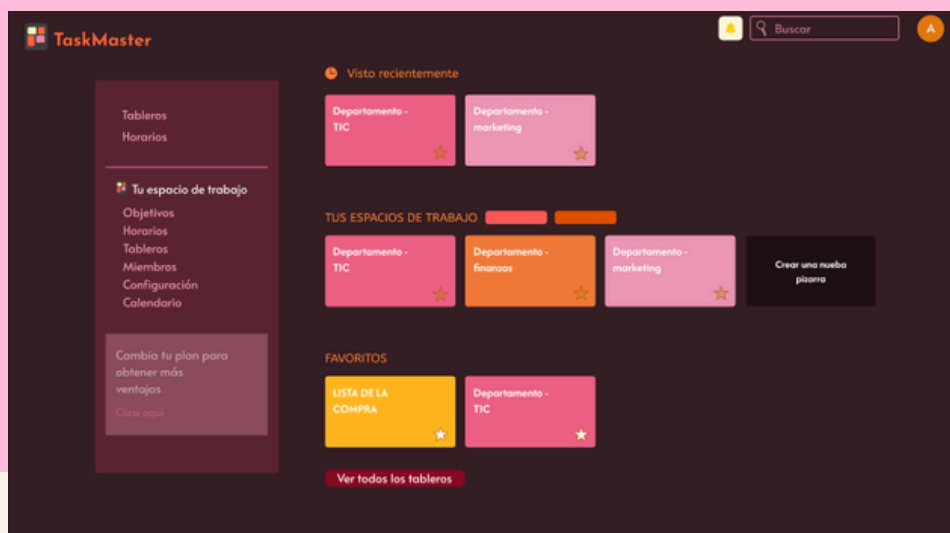 TaskMaster
Buscar
A
Tableros
Horarios
Tu espacio de trabajo
Objetivos
Horarios
Tableros
Miembros
Configuración
Calendario
Cambia tu plan para
obtener más
ventajas
Clica aquí
Visto recientemente
Departamento -
TIC
Departamento -
marketing
TUS ESPACIOS DE TRABAJO
Departamento -
TIC
Departamento -
finanzas
Departamento -
marketing
Crear una nueba
pizarra
FAVORITOS
LISTA DE LA
COMPRA
Departamento -
TIC
Ver todos los tableros